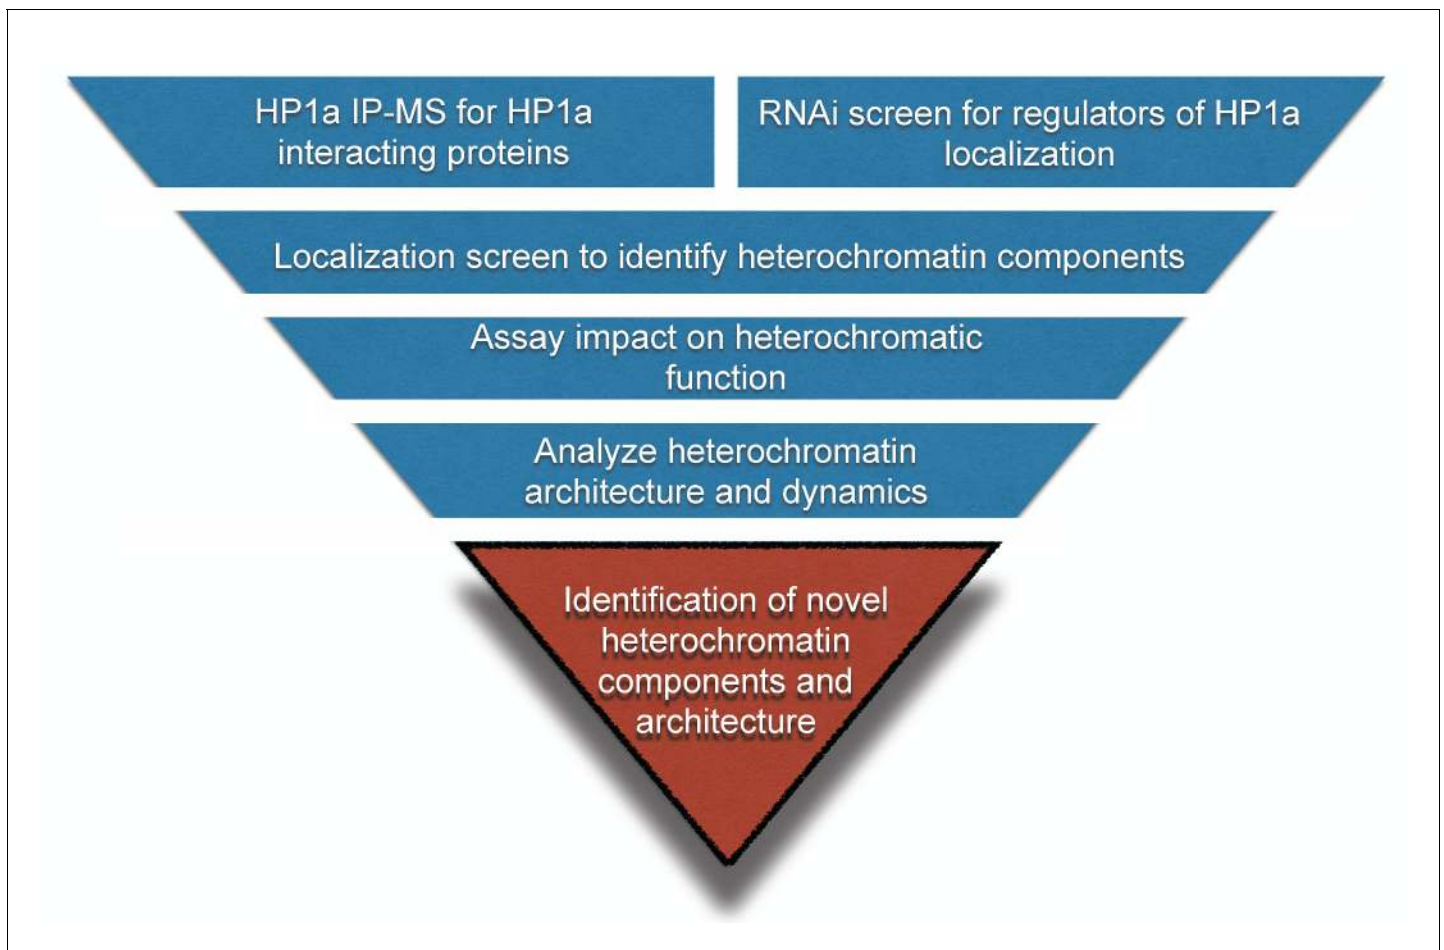 HP1a IP-MS for HP1a
interacting proteins
RNAi screen for regulators of HP1a
localization
Localization screen to identify heterochromatin components
Assay impact on heterochromatic
function
Analyze heterochromatin
architecture and dynamics
Identification of novel
heterochromatin
components and
architecture